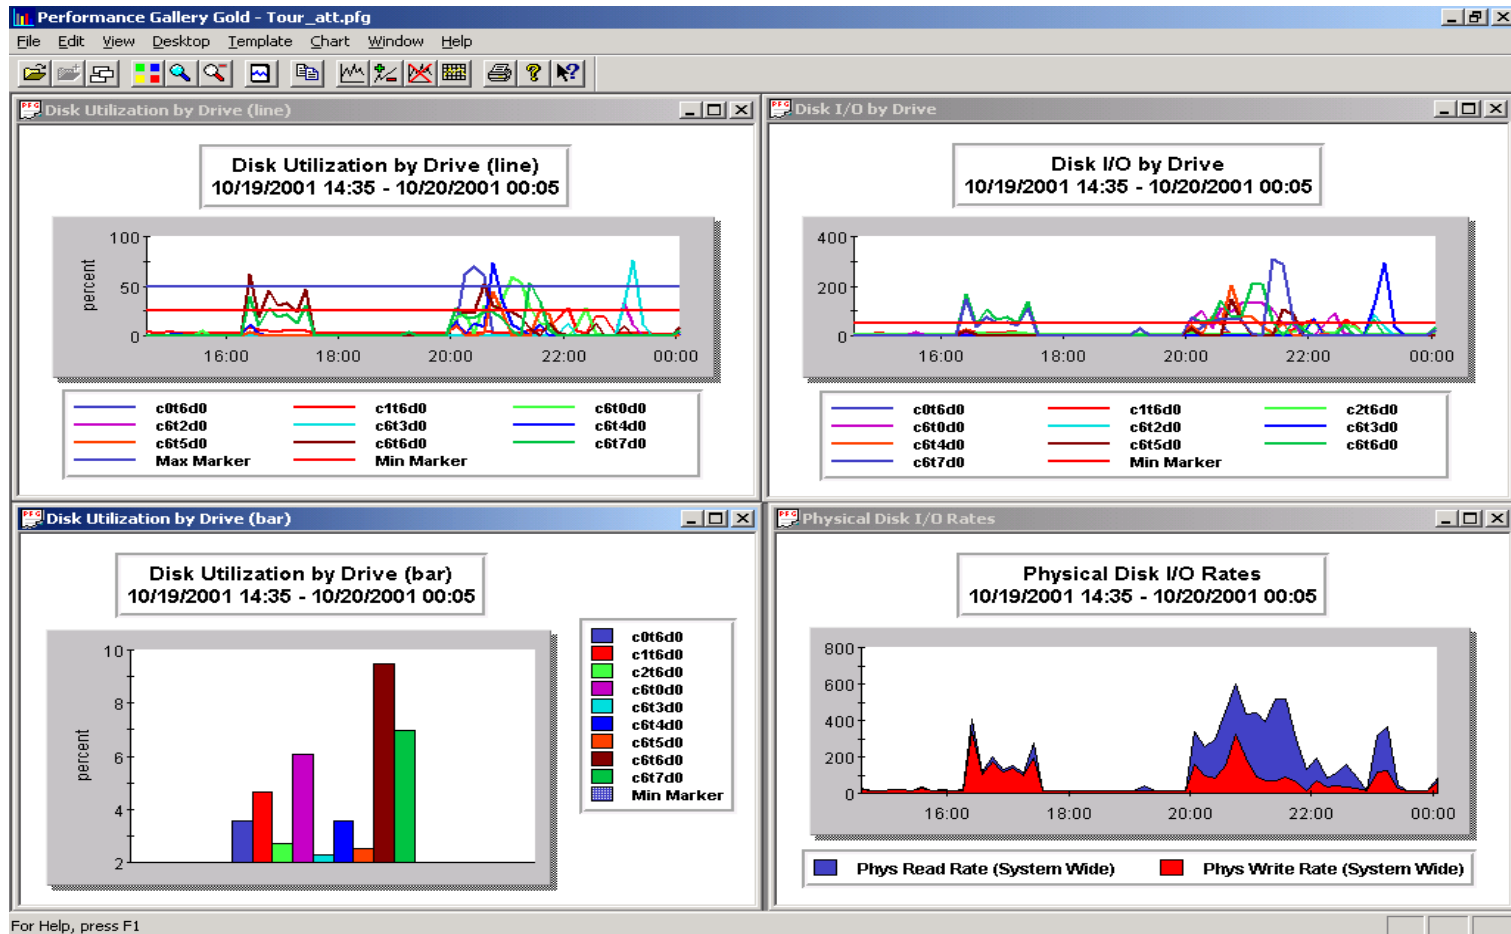 Performance Gallery Gold - Tour_att.pfg
File Edit View Desktop Template Chart Window Help
Disk Utilization by Drive (line)
Disk Utilization by Drive (line)
10/19/2001 14:35 - 10/20/2001 00:05
percent
100
50
0
16:00 18:00 20:00 22:00 00:00
c0t6d0 c1t6d0 c6t0d0
c6t2d0 c6t3d0 c6t4d0
c6t5d0 c6t6d0 c6t7d0
Max Marker Min Marker
Disk I/O by Drive
Disk I/O by Drive
10/19/2001 14:35 - 10/20/2001 00:05
400
200
0
16:00 18:00 20:00 22:00 00:00
c0t6d0 c1t6d0 c2t6d0
c6t0d0 c6t2d0 c6t3d0
c6t4d0 c6t5d0 c6t6d0
c6t7d0 Min Marker
Disk Utilization by Drive (bar)
Disk Utilization by Drive (bar)
10/19/2001 14:35 - 10/20/2001 00:05
percent
10
8
6
4
2
c0t6d0
c1t6d0
c2t6d0
c6t0d0
c6t3d0
c6t4d0
c6t5d0
c6t6d0
c6t7d0
Min Marker
Physical Disk I/O Rates
Physical Disk I/O Rates
10/19/2001 14:35 - 10/20/2001 00:05
800
600
400
200
0
16:00 18:00 20:00 22:00 00:00
Phys Read Rate (System Wide) Phys Write Rate (System Wide)
For Help, press F1